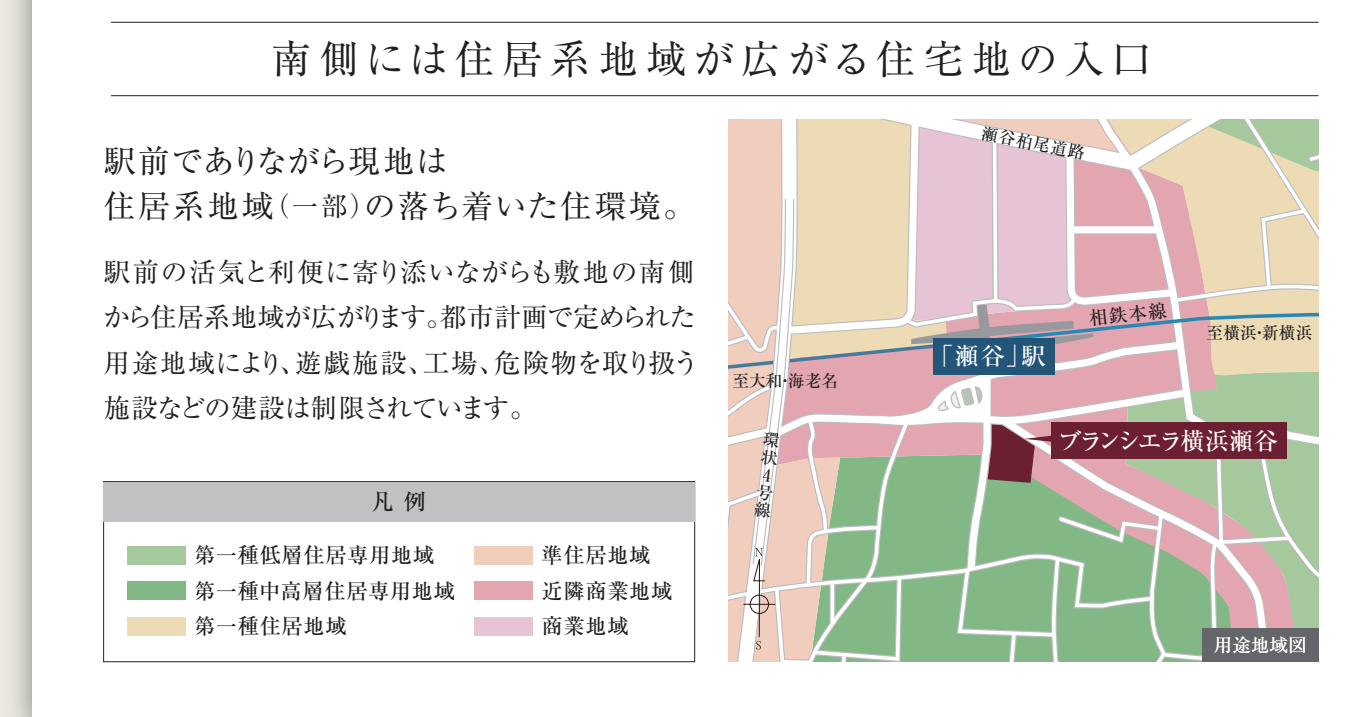 南側には住居系地域が広がる住宅地の入口
駅前でありながら現地は
住居系地域(一部)の落ち着いた住環境。
駅前の活気と利便に寄り添いながらも敷地の南側
から住居系地域が広がります。都市計画で定められた
用途地域により、遊戯施設、工場、危険物を取り扱う
施設などの建設は制限されています。
凡例
第一種低層住居専用地域
準住居地域
第一種中高層住居専用地域
近隣商業地域
第一種住居地域
商業地域
瀬谷柏尾道路
相鉄本線
至横浜・新横浜
「瀬谷」駅
至大和・海老名
ブランシエラ横浜瀬谷
環状4号線
N
S
用途地域図